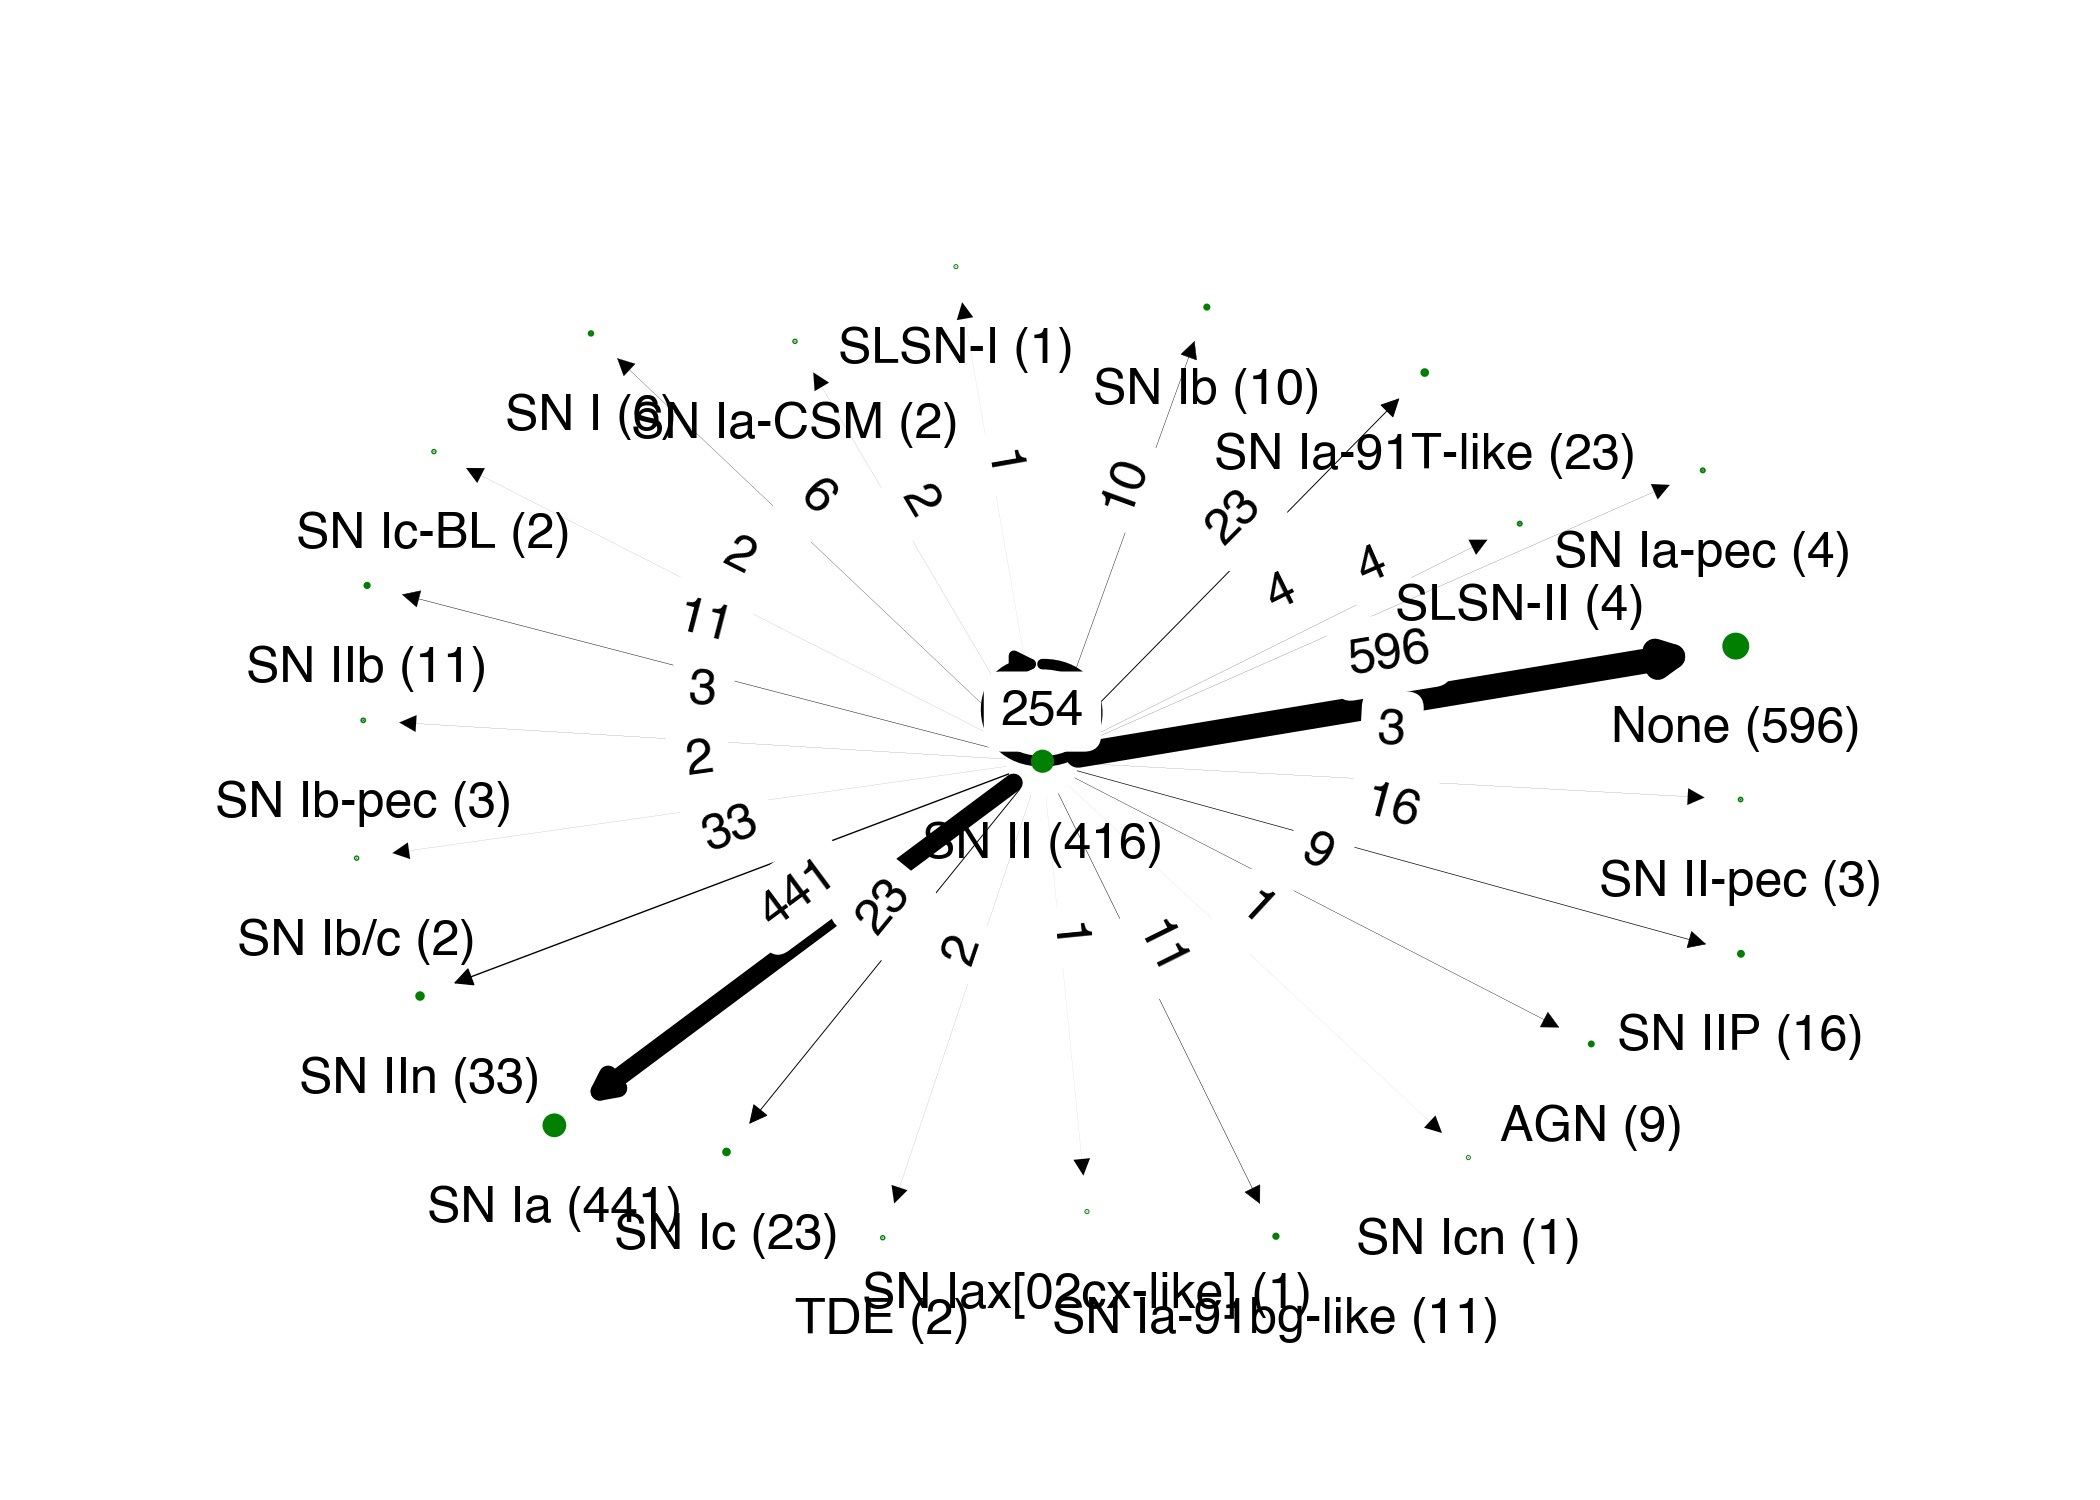 SLSN-I (1)
SN Ib (10)
SN I (6)
SN Ia-CSM (2)
SN Ia-91T-like (23)
1
10
6
2
23
SN Ic-BL (2)
2
4
4
SN Ia-pec (4)
SLSN-II (4)
11
596
SN IIb (11)
3
254
3
None (596)
2
SN Ib-pec (3)
33
16
SN II (416)
9
SN II-pec (3)
441
23
1
SN Ib/c (2)
2
1
11
SN IIP (16)
SN IIn (33)
AGN (9)
SN Ia (441)
SN Ic (23)
SN Icn (1)
SN Iax[02cx-like] (1)
TDE (2)
SN Ia-91bg-like (11)